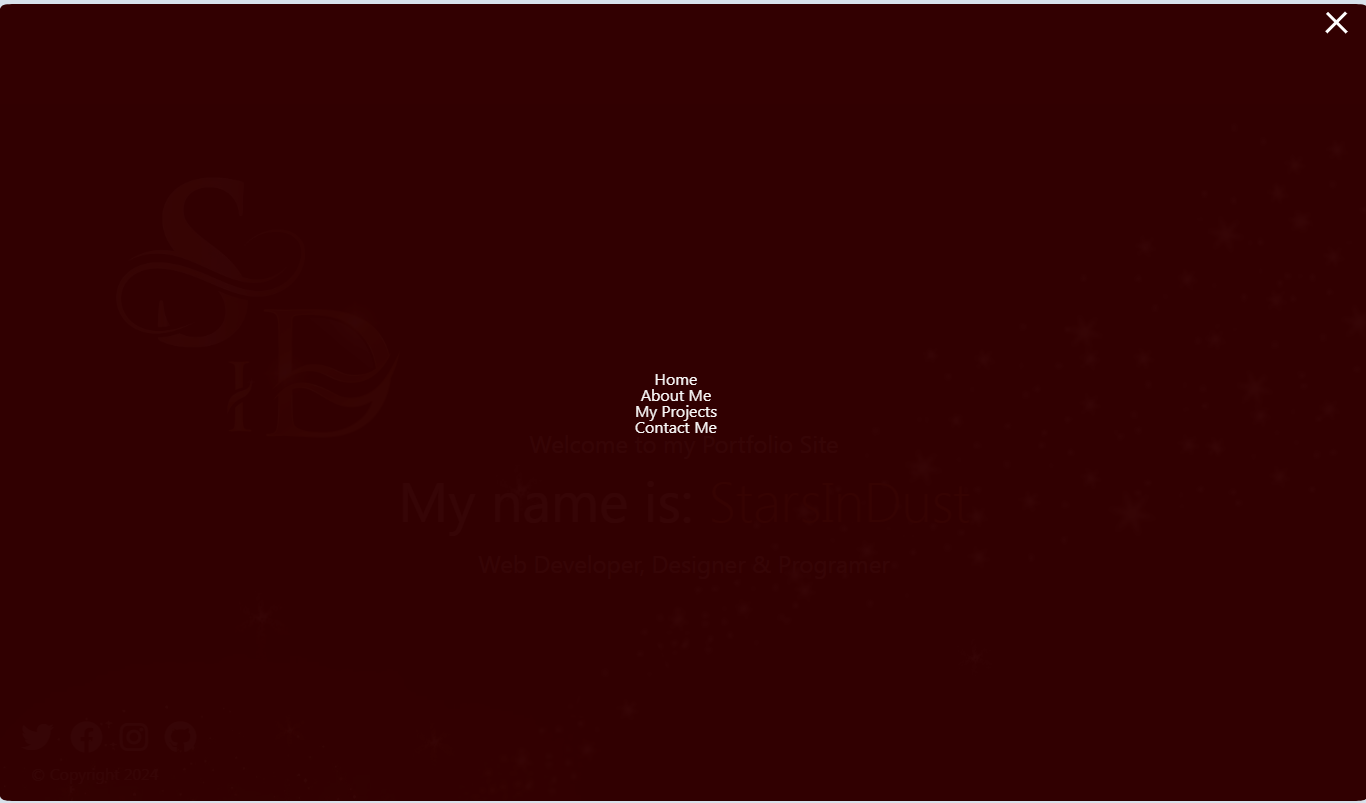 SiD
Home
About Me
My Projects
Contact Me
Welcome to my Portfolio Site
My name is: StarsInDust
Web Developer, Designer & Programer
© Copyright 2024